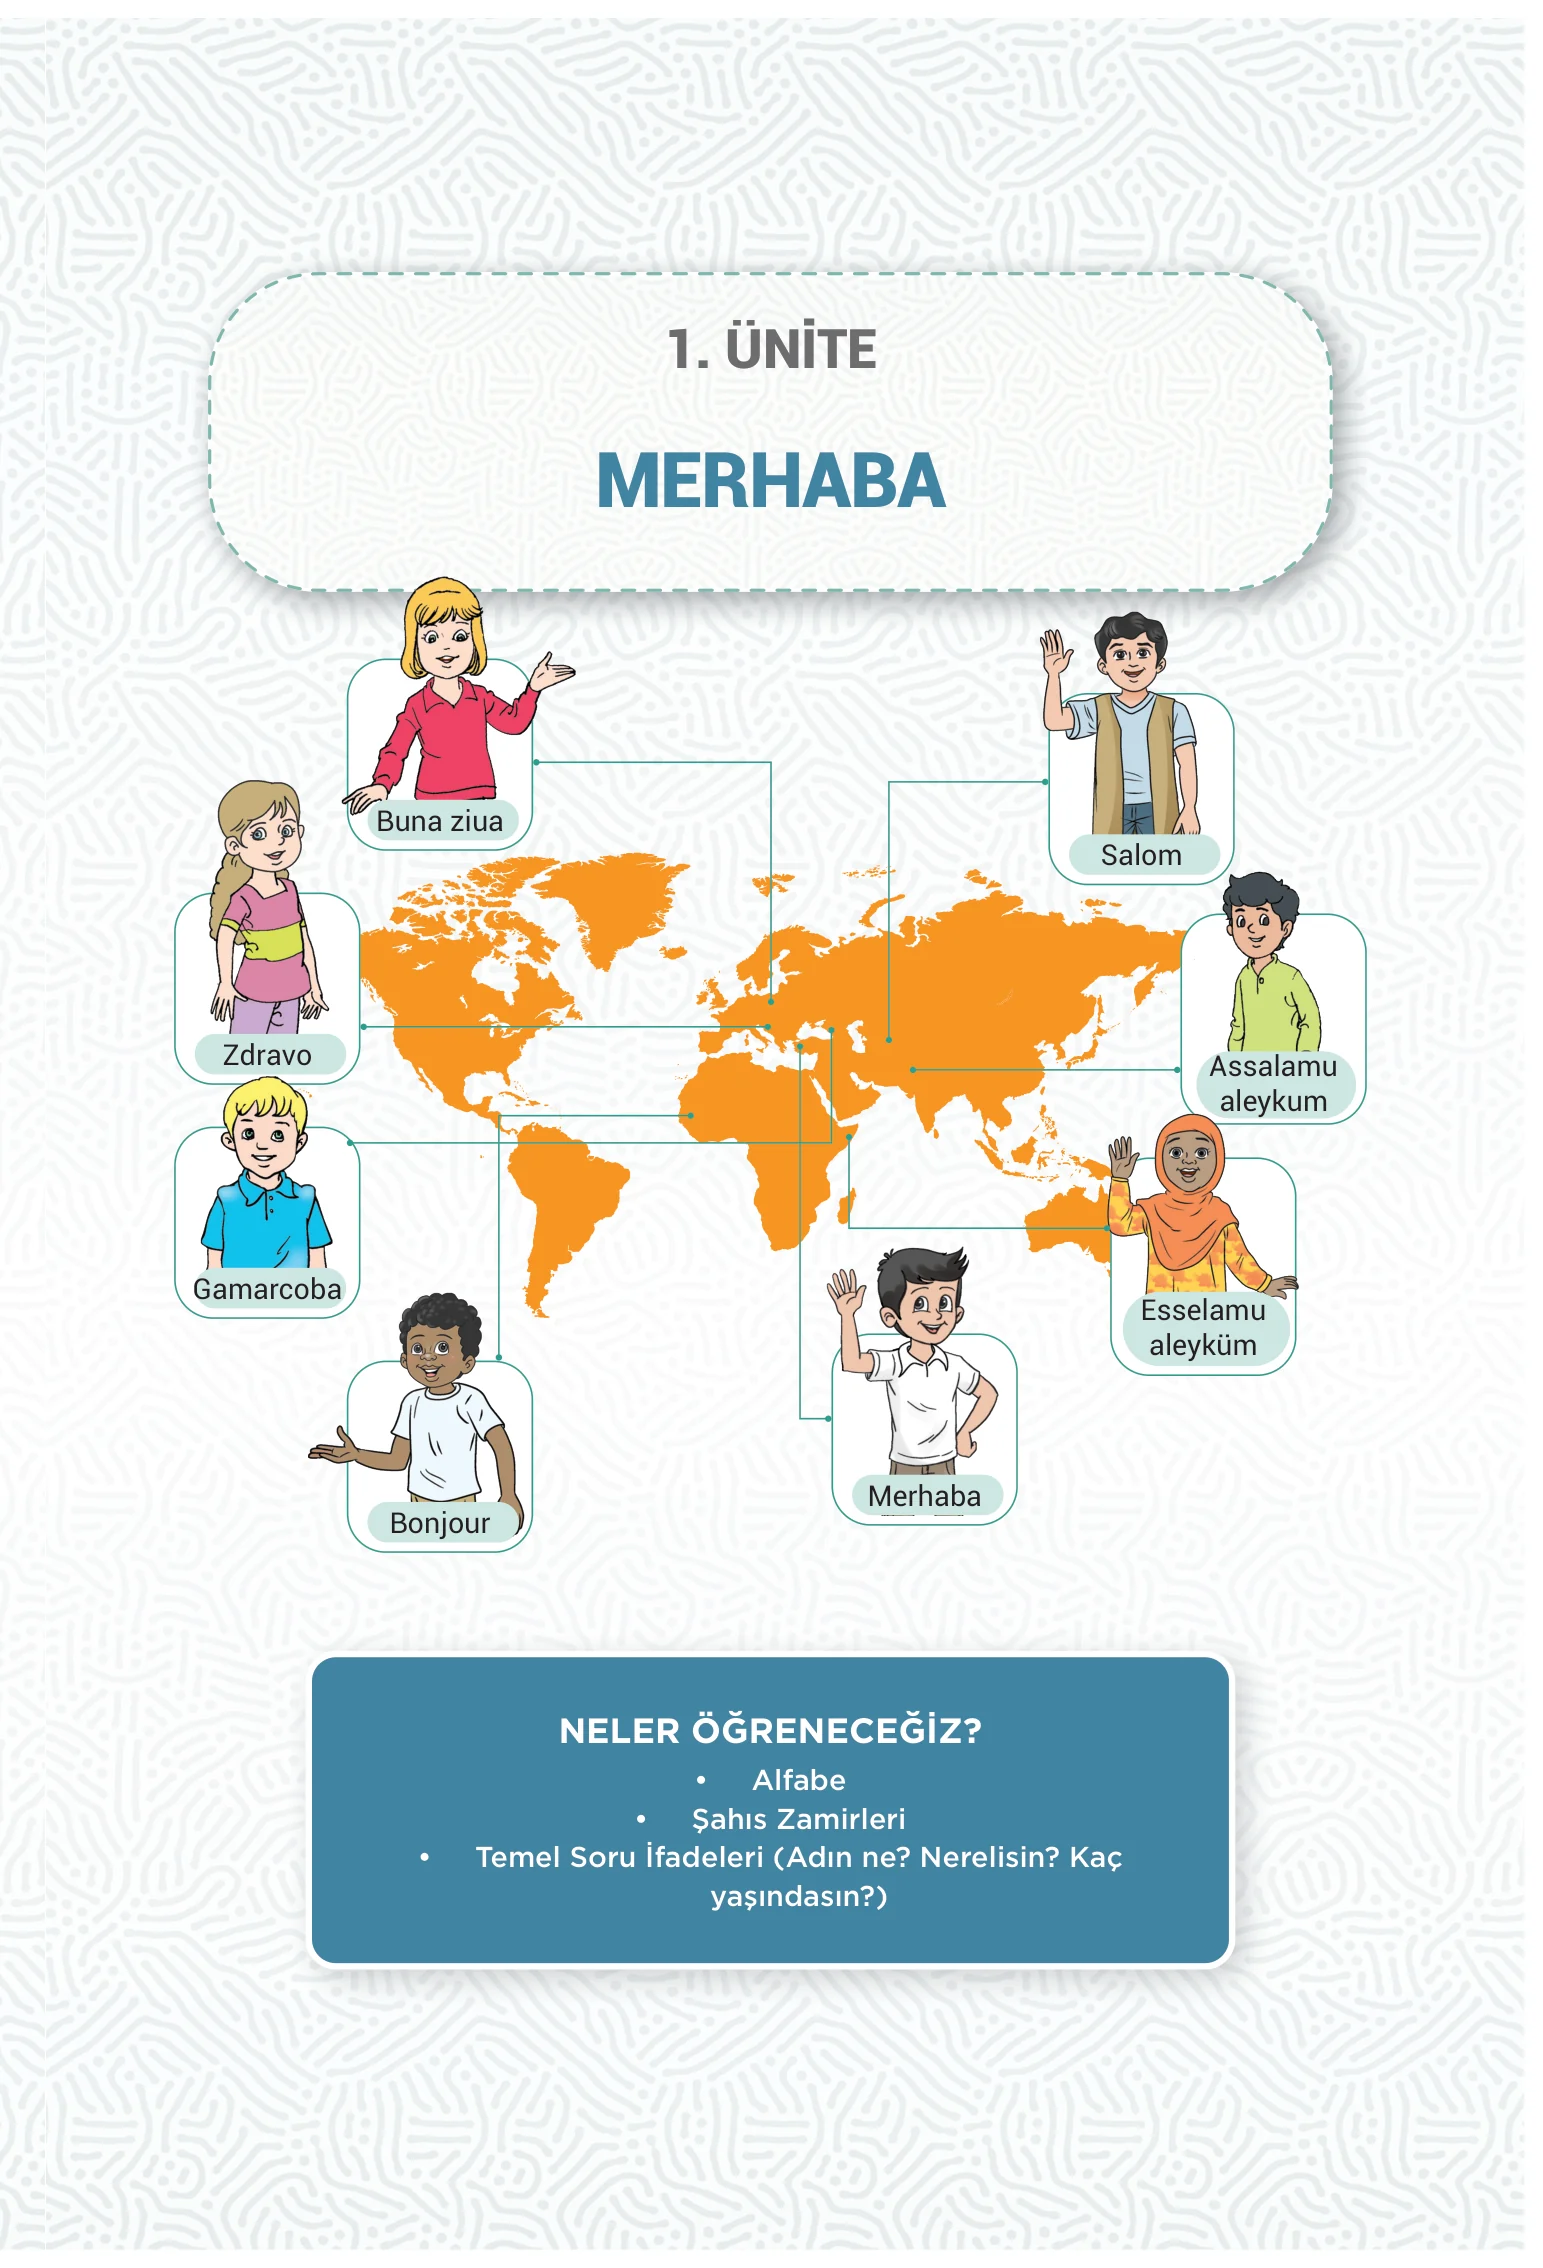 1. ÜNİTE
MERHABA
Buna ziua
Salom
Zdravo
Assalamu
aleykum
Gamarcoba
Esselamu
aleyküm
Merhaba
Bonjour
NELER ÖĞRENECEĞİZ?
• Alfabe
• Şahıs Zamirleri
• Temel Soru İfadeleri (Adın ne? Nerelisin? Kaç
yaşındasın?)